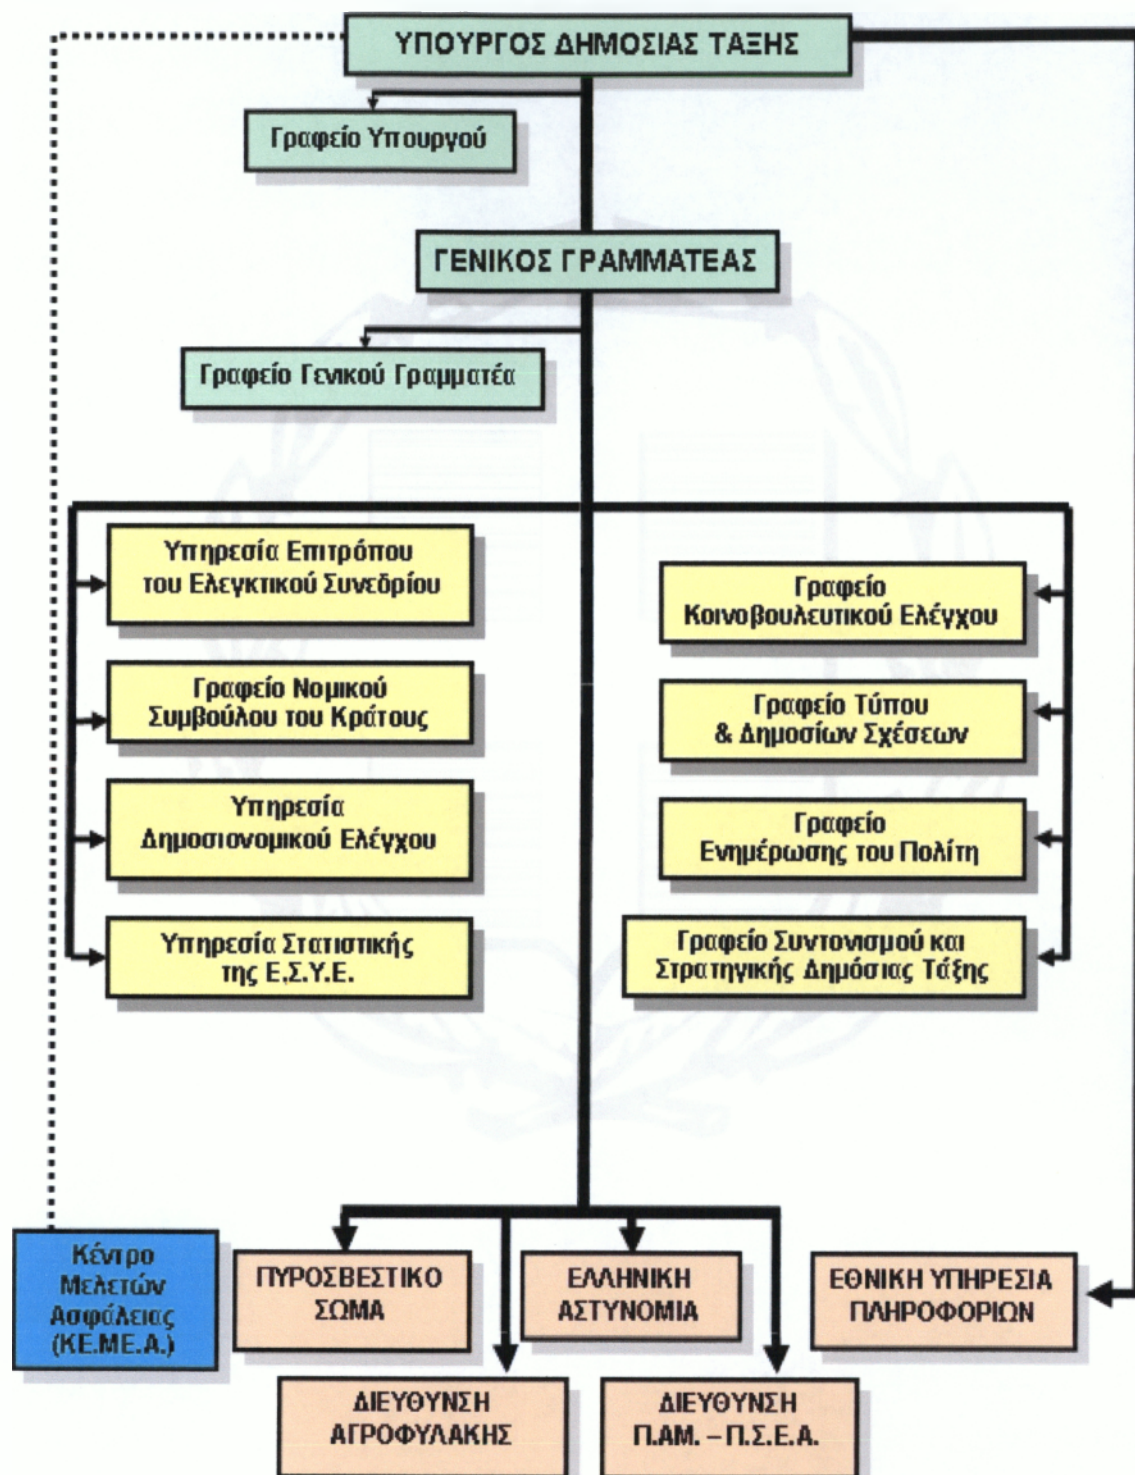 ΥΠΟΥΡΓΟΣ ΔΗΜΟΣΙΑΣ ΤΑΞΗΣ
Γραφείο Υπουργού
ΓΕΝΙΚΟΣ ΓΡΑΜΜΑΤΕΑΣ
Γραφείο Γενικού Γραμματέα
Υπηρεσία Επιτρόπου
του Ελεγκτικού Συνεδρίου
Γραφείο Νομικού
Συμβούλου του Κράτους
Υπηρεσία
Δημοσιονομικού Ελέγχου
Υπηρεσία Στατιστικής
της Ε.Σ.Υ.Ε.
Γραφείο
Κοινοβουλευτικού Ελέγχου
Γραφείο Τύπου
& Δημοσίων Σχέσεων
Γραφείο
Ενημέρωσης του Πολίτη
Γραφείο Συντονισμού και
Στρατηγικής Δημόσιας Τάξης
Κέντρο
Μελετών
Ασφάλειας
(ΚΕ.ΜΕ.Α.)
ΠΥΡΟΣΒΕΣΤΙΚΟ
ΣΩΜΑ
ΕΛΛΗΝΙΚΗ
ΑΣΤΥΝΟΜΙΑ
ΕΘΝΙΚΗ ΥΠΗΡΕΣΙΑ
ΠΛΗΡΟΦΟΡΙΩΝ
ΔΙΕΥΘΥΝΣΗ
ΑΓΡΟΦΥΛΑΚΗΣ
ΔΙΕΥΘΥΝΣΗ
Π.ΑΜ. – Π.Σ.Ε.Α.